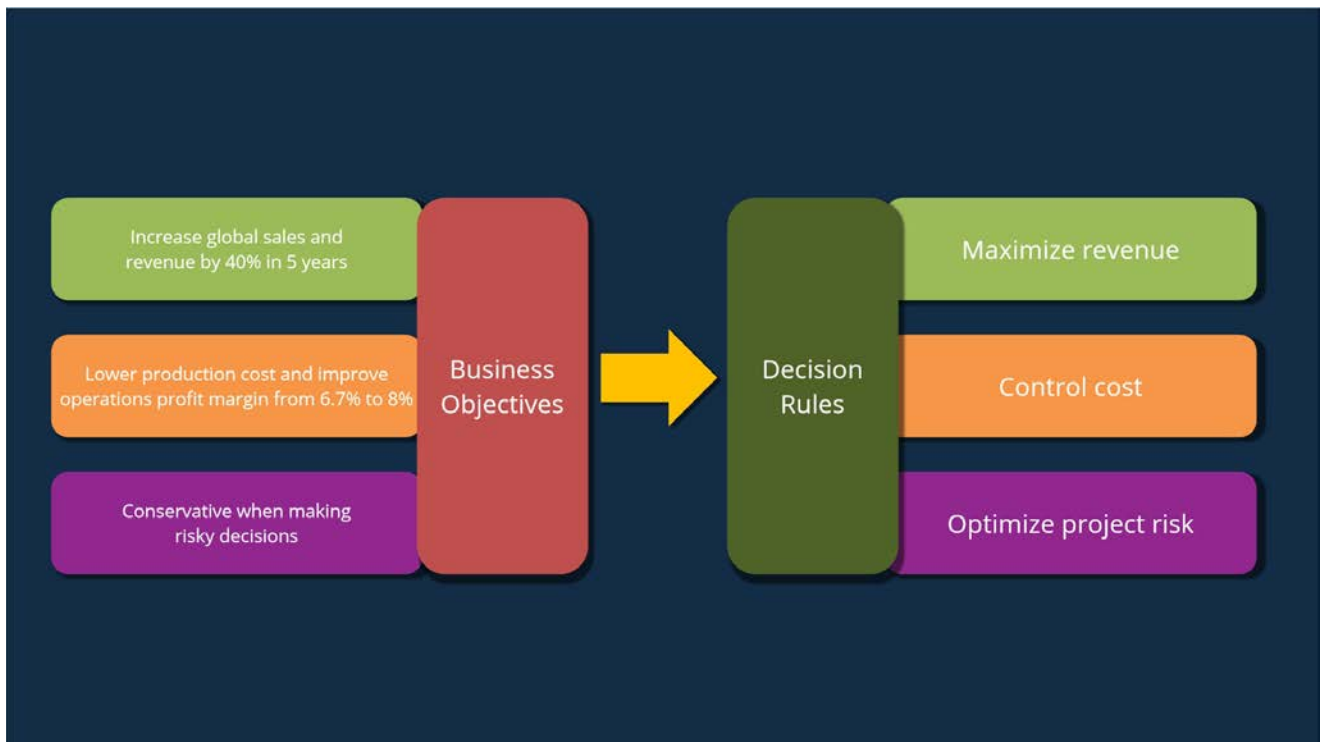 Increase global sales and
revenue by 40% in 5 years
Lower production cost and improve
operations profit margin from 6.7% to 8%
Conservative when making
risky decisions
Business
Objectives
Decision
Rules
Maximize revenue
Control cost
Optimize project risk